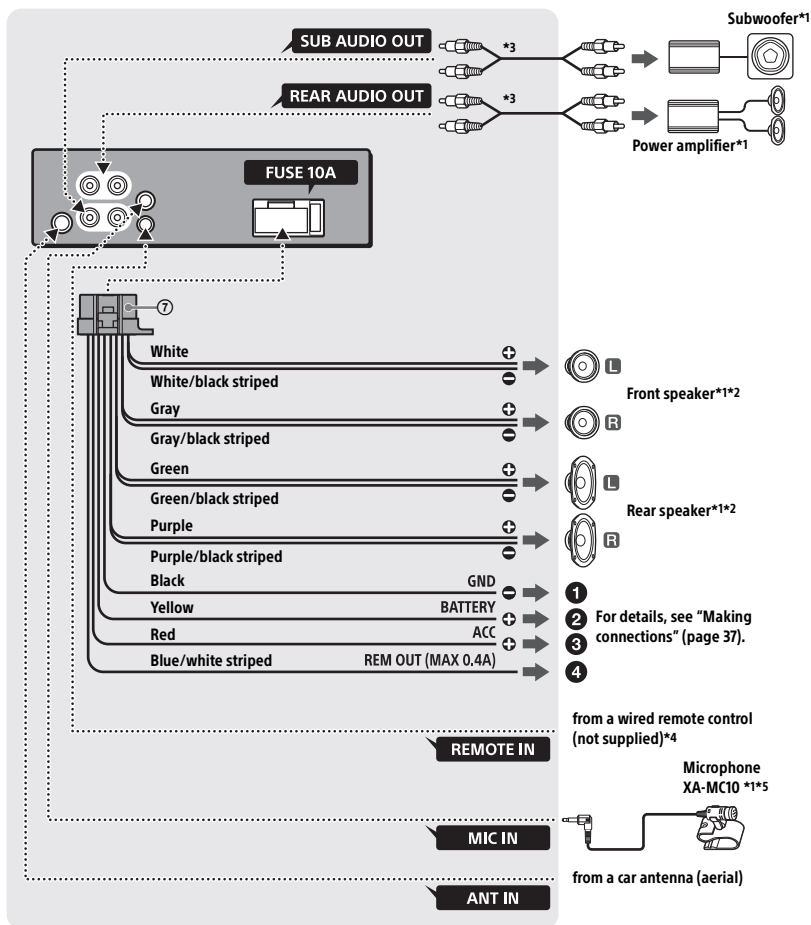 Subwoofer*1
SUB AUDIO OUT
*3
REAR AUDIO OUT
*3
Power amplifier*1
FUSE 10A
⑦
White
White/black striped
L
Front speaker*1*2
Gray
Gray/black striped
R
Green
Green/black striped
L
Rear speaker*1*2
Purple
Purple/black striped
R
Black GND ❶
Yellow BATTERY ❷
Red ACC ❸
For details, see "Making
connections" (page 37).
Blue/white striped REM OUT (MAX 0.4A) ❹
from a wired remote control
(not supplied)*4
REMOTE IN
Microphone
XA-MC10 *1*5
MIC IN
from a car antenna (aerial)
ANT IN